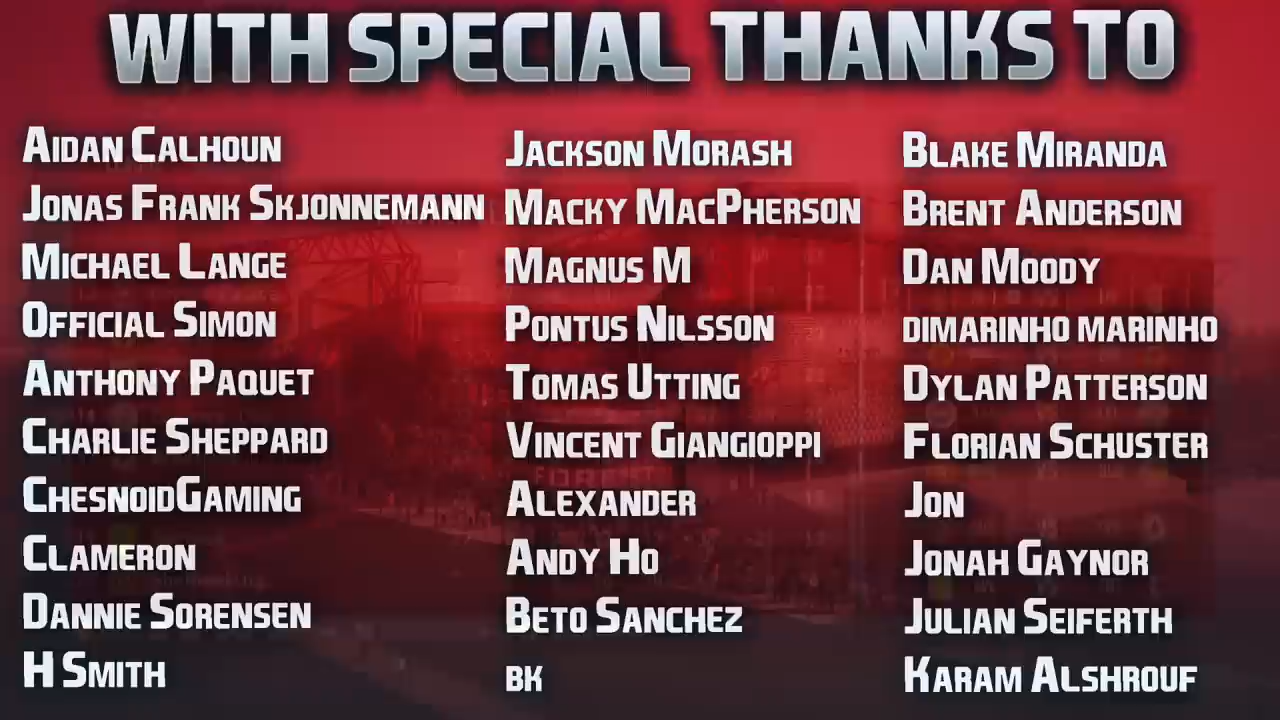 WITH SPECIAL THANKS TO
Aidan Calhoun
Jonas Frank Skjonnemann
Michael Lange
Official Simon
Anthony Paquet
Charlie Sheppard
ChesnoidGaming
Clameron
Dannie Sorensen
H Smith
Jackson Morash
Macky MacPherson
Magnus M
Pontus Nilsson
Tomas Utting
Vincent Giangioppi
Alexander
Andy Ho
Beto Sanchez
bk
Blake Miranda
Brent Anderson
Dan Moody
dimarinho marinho
Dylan Patterson
Florian Schuster
Jon
Jonah Gaynor
Julian Seiferth
Karam Alshrouf